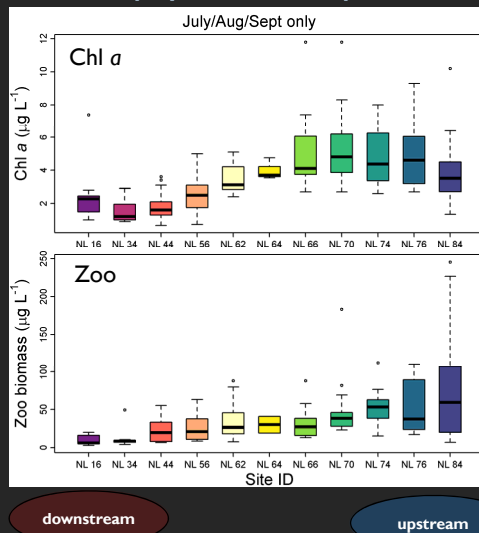 July/Aug/Sept only
Chl a
Chl a (µg L⁻¹)
12
10
8
6
4
2
NL 16 NL 34 NL 44 NL 56 NL 62 NL 64 NL 66 NL 70 NL 74 NL 76 NL 84
Zoo
Zoo biomass (µg L⁻¹)
250
200
150
100
50
0
NL 16 NL 34 NL 44 NL 56 NL 62 NL 64 NL 66 NL 70 NL 74 NL 76 NL 84
Site ID
downstream
upstream